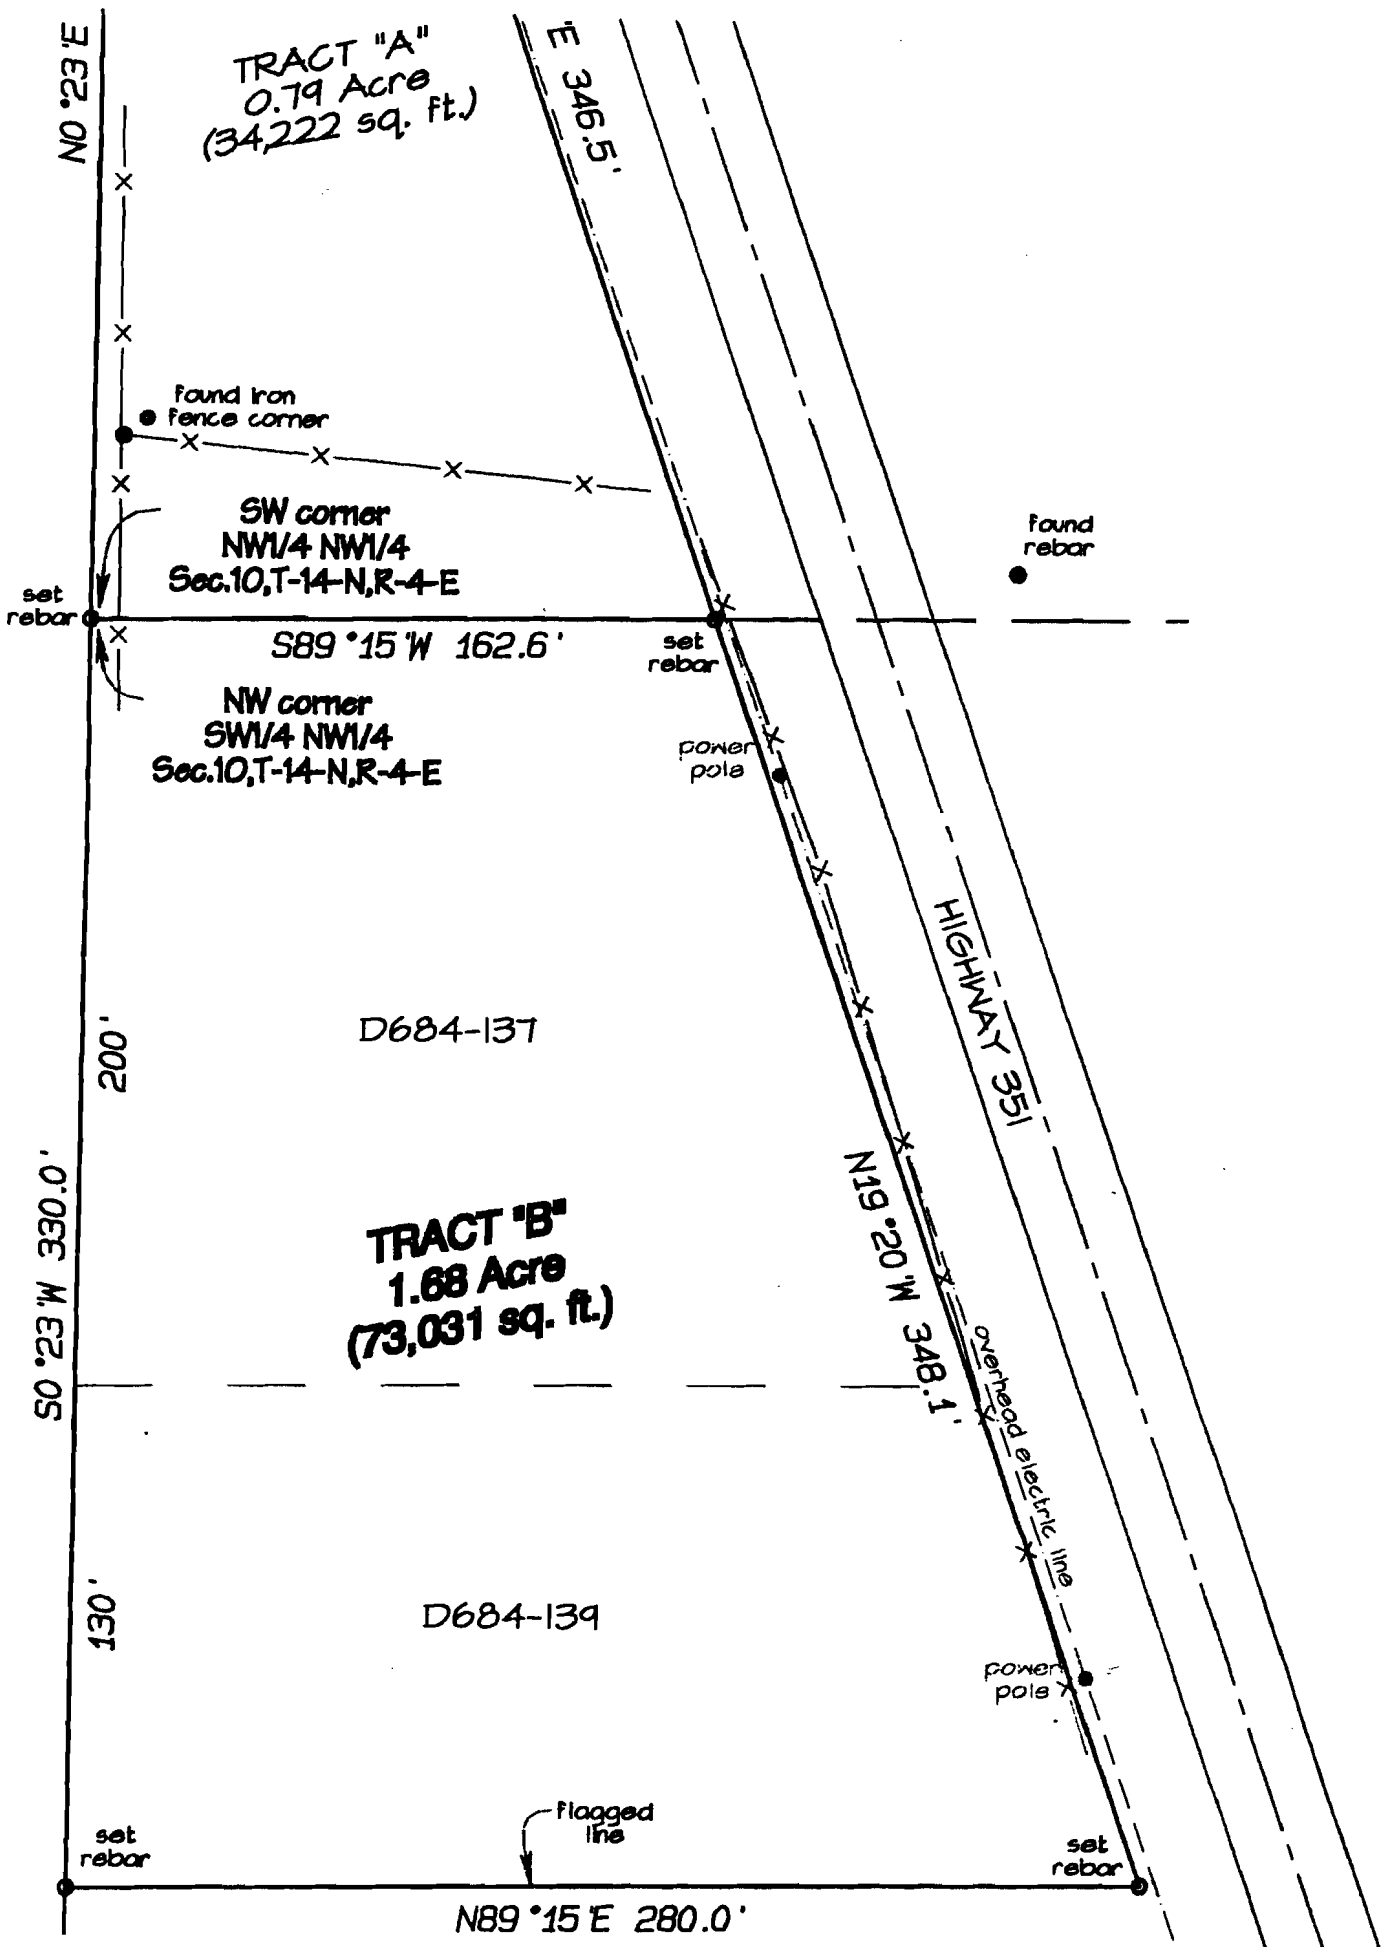 N0°23'E
TRACT "A"
0.79 Acre
(34,222 sq. ft.)
'E 346.5'
found iron
fence corner
SW corner
NW1/4 NW1/4
Sec.10,T-14-N,R-4-E
found
rebar
set
rebar
S89°15'W 162.6'
set
rebar
NW corner
SW1/4 NW1/4
Sec.10,T-14-N,R-4-E
power
pole
HIGHWAY 351
D684-137
200'
S0°23'W 330.0'
N19°20'W 348.1'
TRACT "B"
1.68 Acre
(73,031 sq. ft.)
overhead electric line
130'
D684-139
power
pole
flagged
line
set
rebar
set
rebar
N89°15'E 280.0'